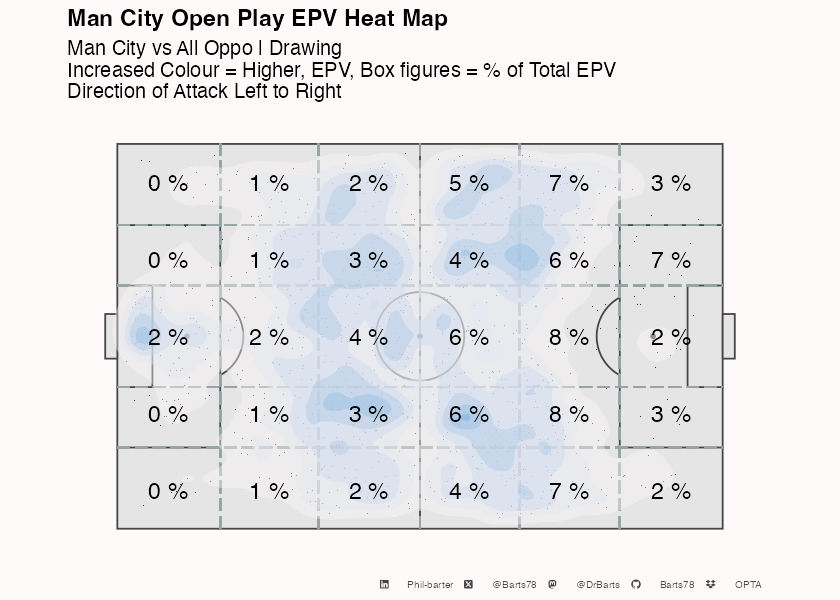 Man City Open Play EPV Heat Map
Man City vs All Oppo | Drawing
Increased Colour = Higher, EPV, Box figures = % of Total EPV
Direction of Attack Left to Right
0 % 1 % 2 % 5 % 7 % 3 %
0 % 1 % 3 % 4 % 6 % 7 %
2 % 2 % 4 % 6 % 8 % 2 %
0 % 1 % 3 % 6 % 8 % 3 %
0 % 1 % 2 % 4 % 7 % 2 %
Phil-barter @Barts78 @DrBarts Barts78 OPTA